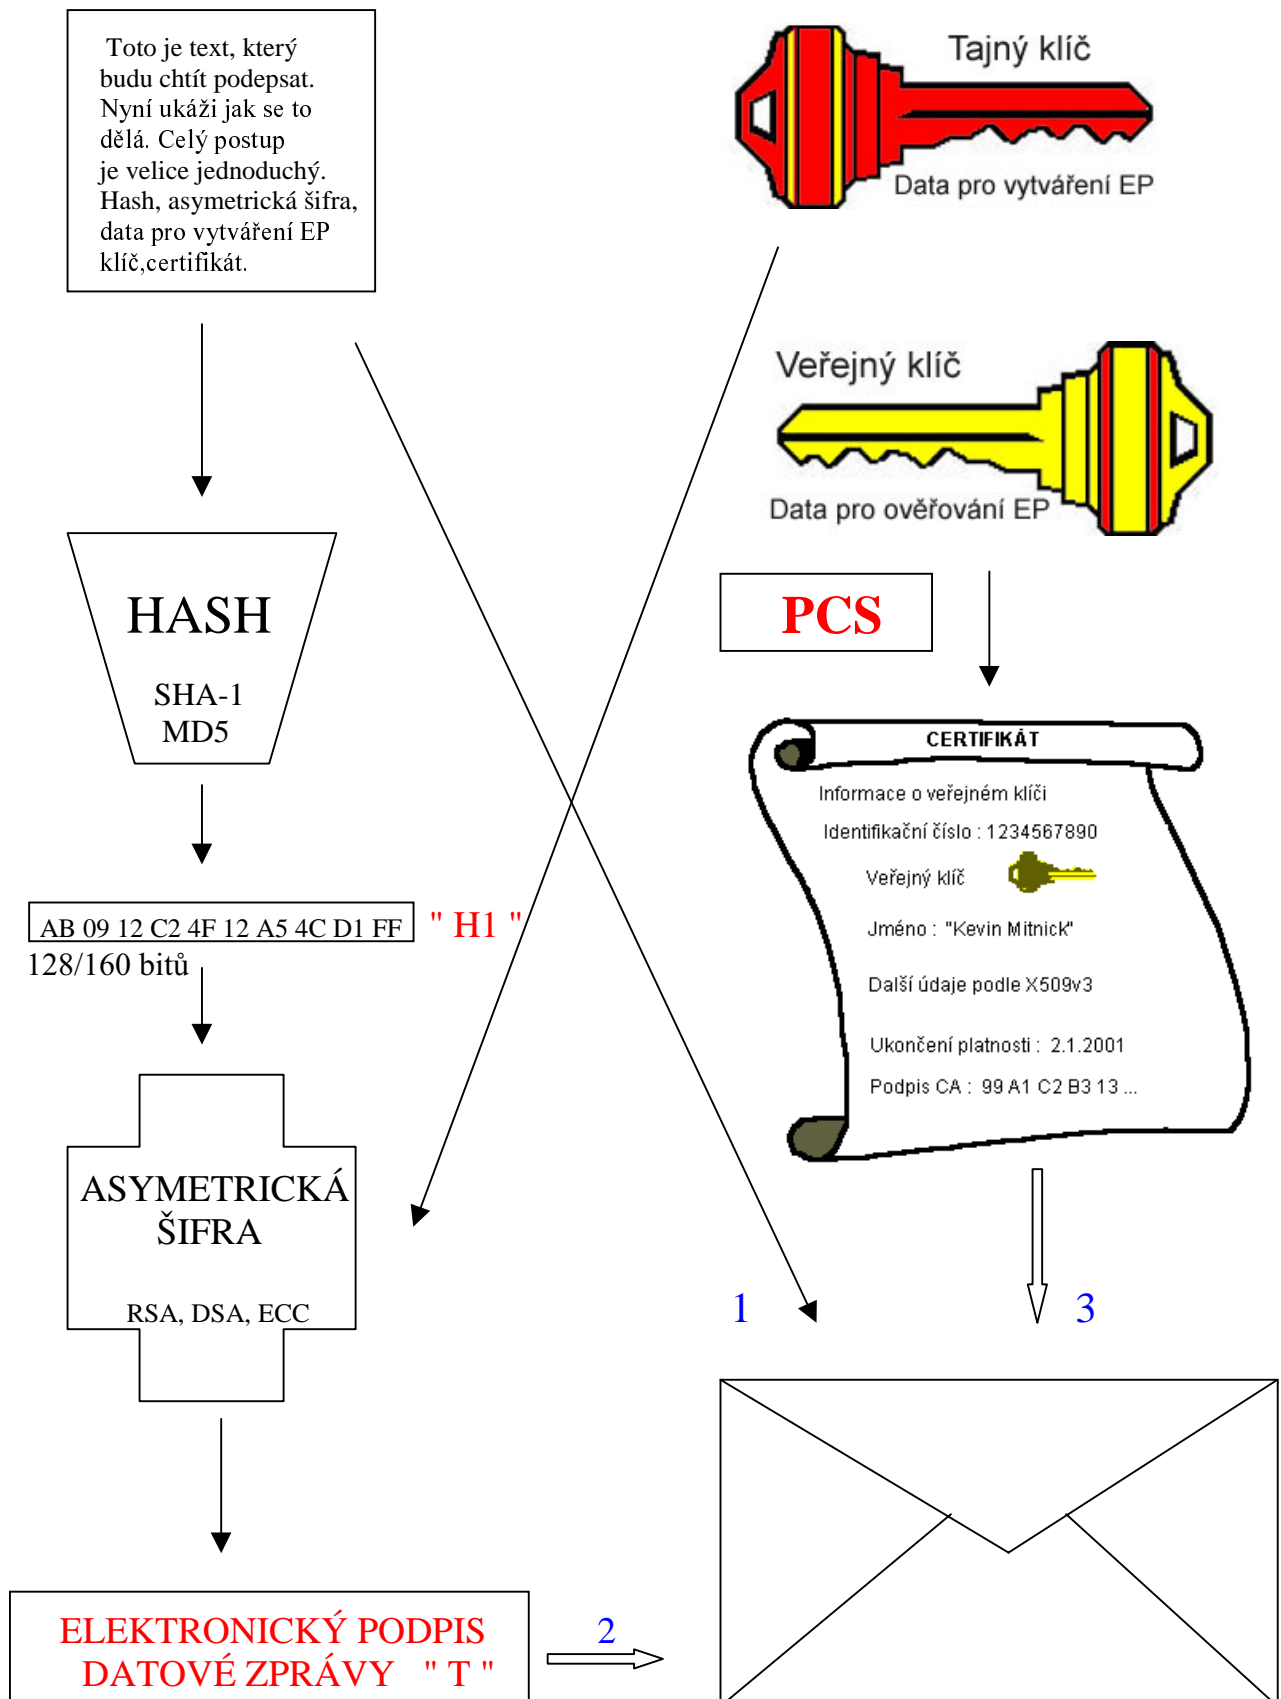 Toto je text, který
budu chtít podepsat.
Nyní ukáži jak se to
dělá. Celý postup
je velice jednoduchý.
Hash, asymetrická šifra,
data pro vytváření EP
klíč,certifikát.
Tajný klíč
Data pro vytváření EP
Veřejný klíč
Data pro ověřování EP
HASH
SHA-1
MD5
PCS
CERTIFIKÁT
Informace o veřejném klíči
Identifikační číslo : 1234567890
Veřejný klíč
Jméno : "Kevin Mitnick"
Další údaje podle X509v3
Ukončení platnosti : 2.1.2001
Podpis CA : 99 A1 C2 B3 13 ...
AB 09 12 C2 4F 12 A5 4C D1 FF
" H1 "
128/160 bitů
ASYMETRICKÁ
ŠIFRA
RSA, DSA, ECC
1
3
ELEKTRONICKÝ PODPIS
DATOVÉ ZPRÁVY " T "
2